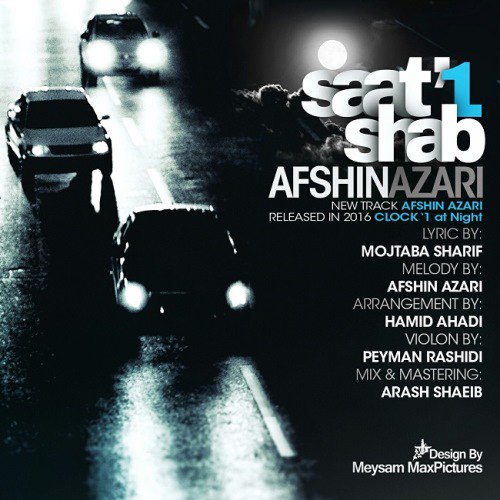 saat '1
shab
AFSHINAZARI
NEW TRACK AFSHIN AZARI
RELEASED IN 2016 CLOCK '1 at Night
LYRIC BY:
MOJTABA SHARIF
MELODY BY:
AFSHIN AZARI
ARRANGEMENT BY:
HAMID AHADI
VIOLON BY:
PEYMAN RASHIDI
MIX & MASTERING:
ARASH SHAEIB
Design By
Meysam MaxPictures